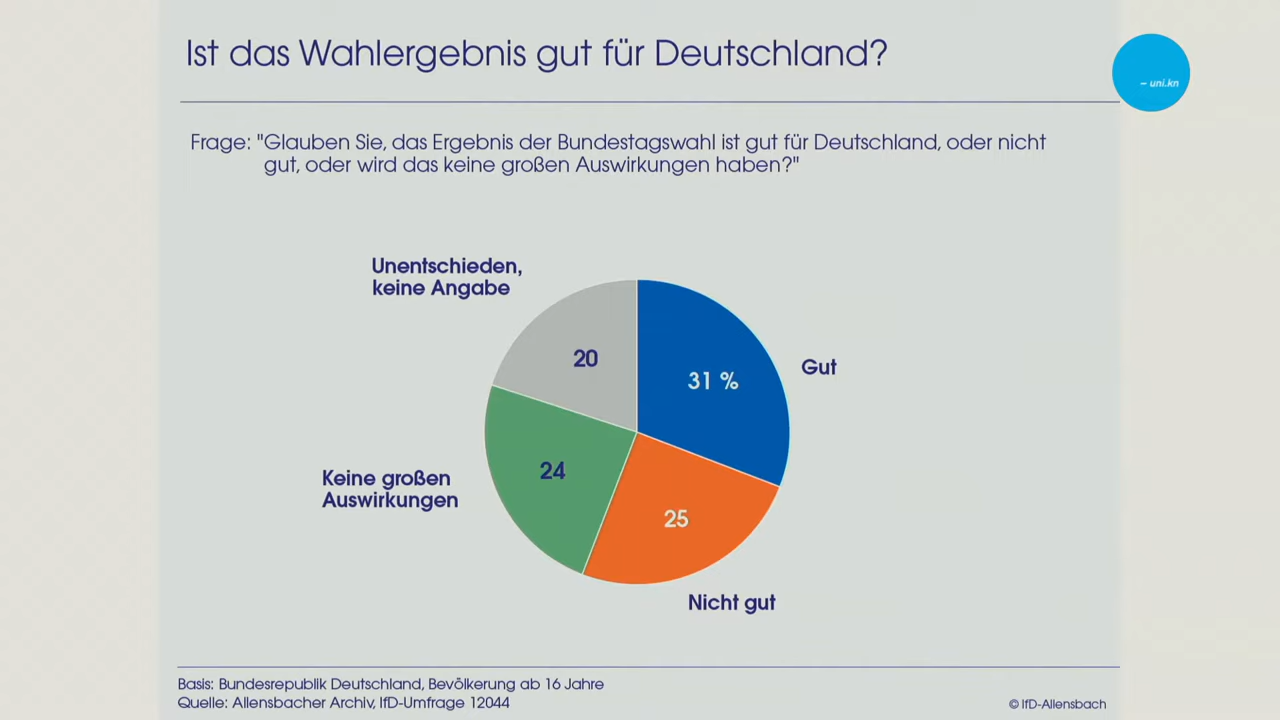 Ist das Wahlergebnis gut für Deutschland?
– uni.kn
Frage: "Glauben Sie, das Ergebnis der Bundestagswahl ist gut für Deutschland, oder nicht
gut, oder wird das keine großen Auswirkungen haben?"
Unentschieden,
keine Angabe
20
31 %
Gut
24
Keine großen
Auswirkungen
25
Nicht gut
Basis: Bundesrepublik Deutschland, Bevölkerung ab 16 Jahre
Quelle: Allensbacher Archiv, IfD-Umfrage 12044
© IfD-Allensbach